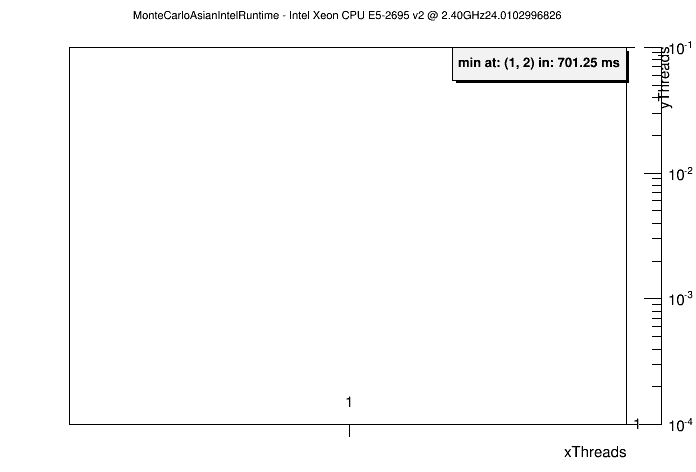 MonteCarloAsianIntelRuntime - Intel Xeon CPU E5-2695 v2 @ 2.40GHz24.0102996826
min at: (1, 2) in: 701.25 ms
10^-1
yThreads
10^-2
10^-3
1
1
10^-4
xThreads